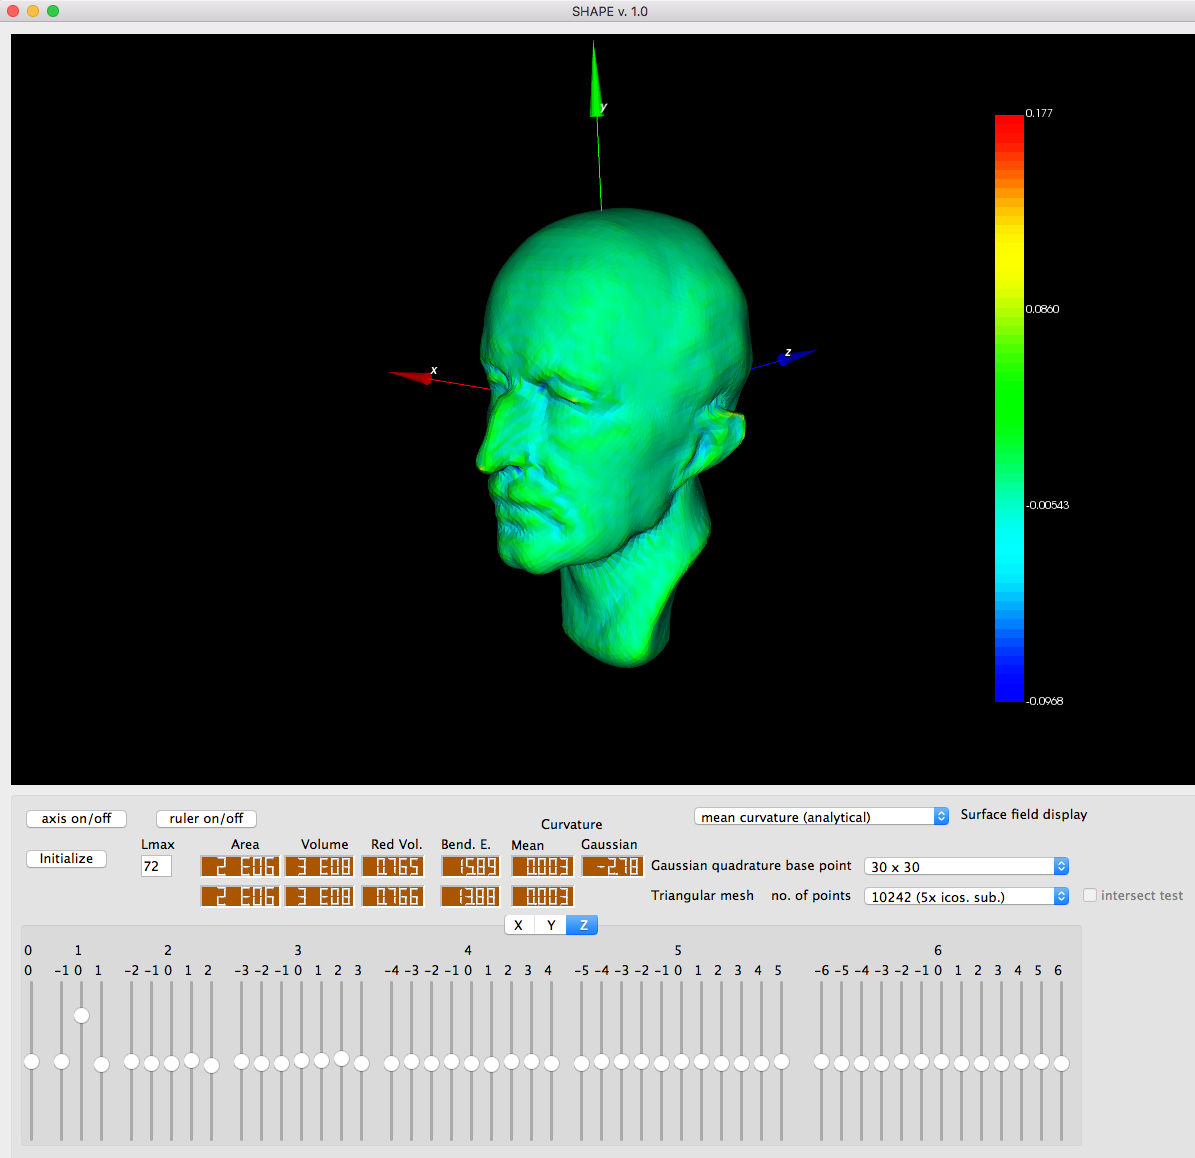 SHAPE v. 1.0
y
0.177
x
z
0.0860
-0.00543
-0.0968
axis on/off ruler on/off
mean curvature (analytical) Surface field display
Curvature
Initialize
Lmax Area Volume Red Vol. Bend. E. Mean Gaussian
72 2 E06 3 E08 0.765 15.89 0.003 -2.78
Gaussian quadrature base point 30 x 30
2 E06 3 E08 0.766 13.88 0.003
Triangular mesh no. of points 10242 (5x icos. sub.) intersect test
X Y Z
0 1 2 3 4 5 6
0 -1 0 1 -2 -1 0 1 2 -3 -2 -1 0 1 2 3 -4 -3 -2 -1 0 1 2 3 4 -5 -4 -3 -2 -1 0 1 2 3 4 5 -6 -5 -4 -3 -2 -1 0 1 2 3 4 5 6